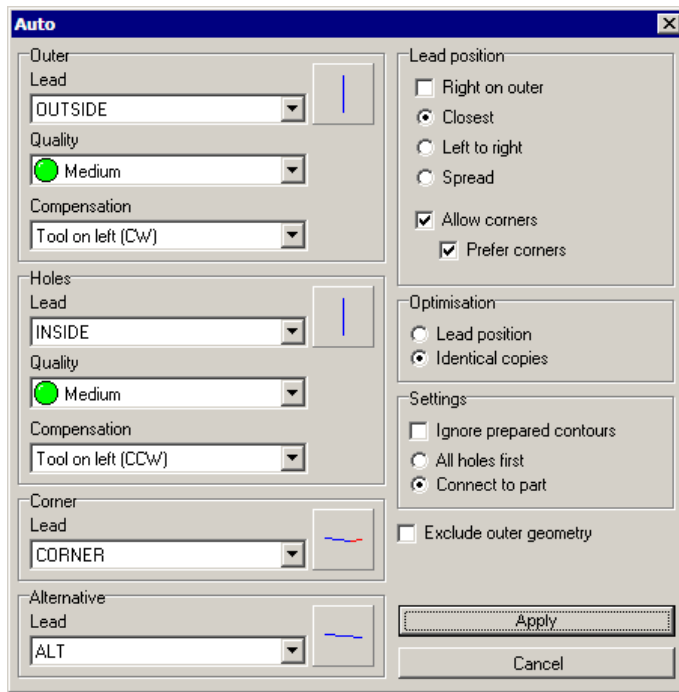 Auto
Outer
Lead
OUTSIDE
Quality
Medium
Compensation
Tool on left (CW)
Holes
Lead
INSIDE
Quality
Medium
Compensation
Tool on left (CCW)
Corner
Lead
CORNER
Alternative
Lead
ALT
Lead position
Right on outer
Closest
Left to right
Spread
Allow corners
Prefer corners
Optimisation
Lead position
Identical copies
Settings
Ignore prepared contours
All holes first
Connect to part
Exclude outer geometry
Apply
Cancel